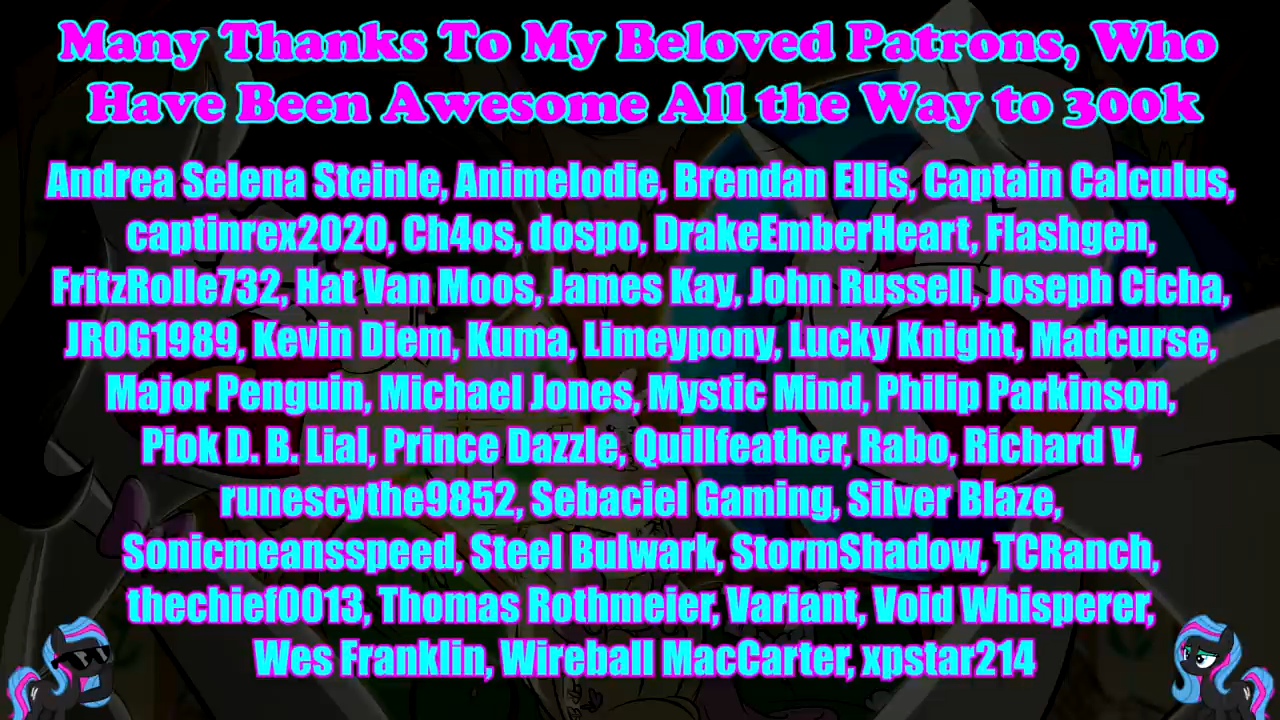 Many Thanks To My Beloved Patrons, Who
Have Been Awesome All the Way to 300k
Andrea Selena Steinle, Animelodie, Brendan Ellis, Captain Calculus,
captinrex2020, Ch4os, dospo, DrakeEmberHeart, Flashgen,
FritzRolle732, Hat Van Moos, James Kay, John Russell, Joseph Cicha,
JROG1989, Kevin Diem, Kuma, Limeypony, Lucky Knight, Madcurse,
Major Penguin, Michael Jones, Mystic Mind, Philip Parkinson,
Piok D. B. Lial, Prince Dazzle, Quillfeather, Rabo, Richard V,
runescythe9852, Sebaciel Gaming, Silver Blaze,
Sonicmeansspeed, Steel Bulwark, StormShadow, TCRanch,
thechief0013, Thomas Rothmeier, Variant, Void Whisperer,
Wes Franklin, Wireball MacCarter, xpstar214